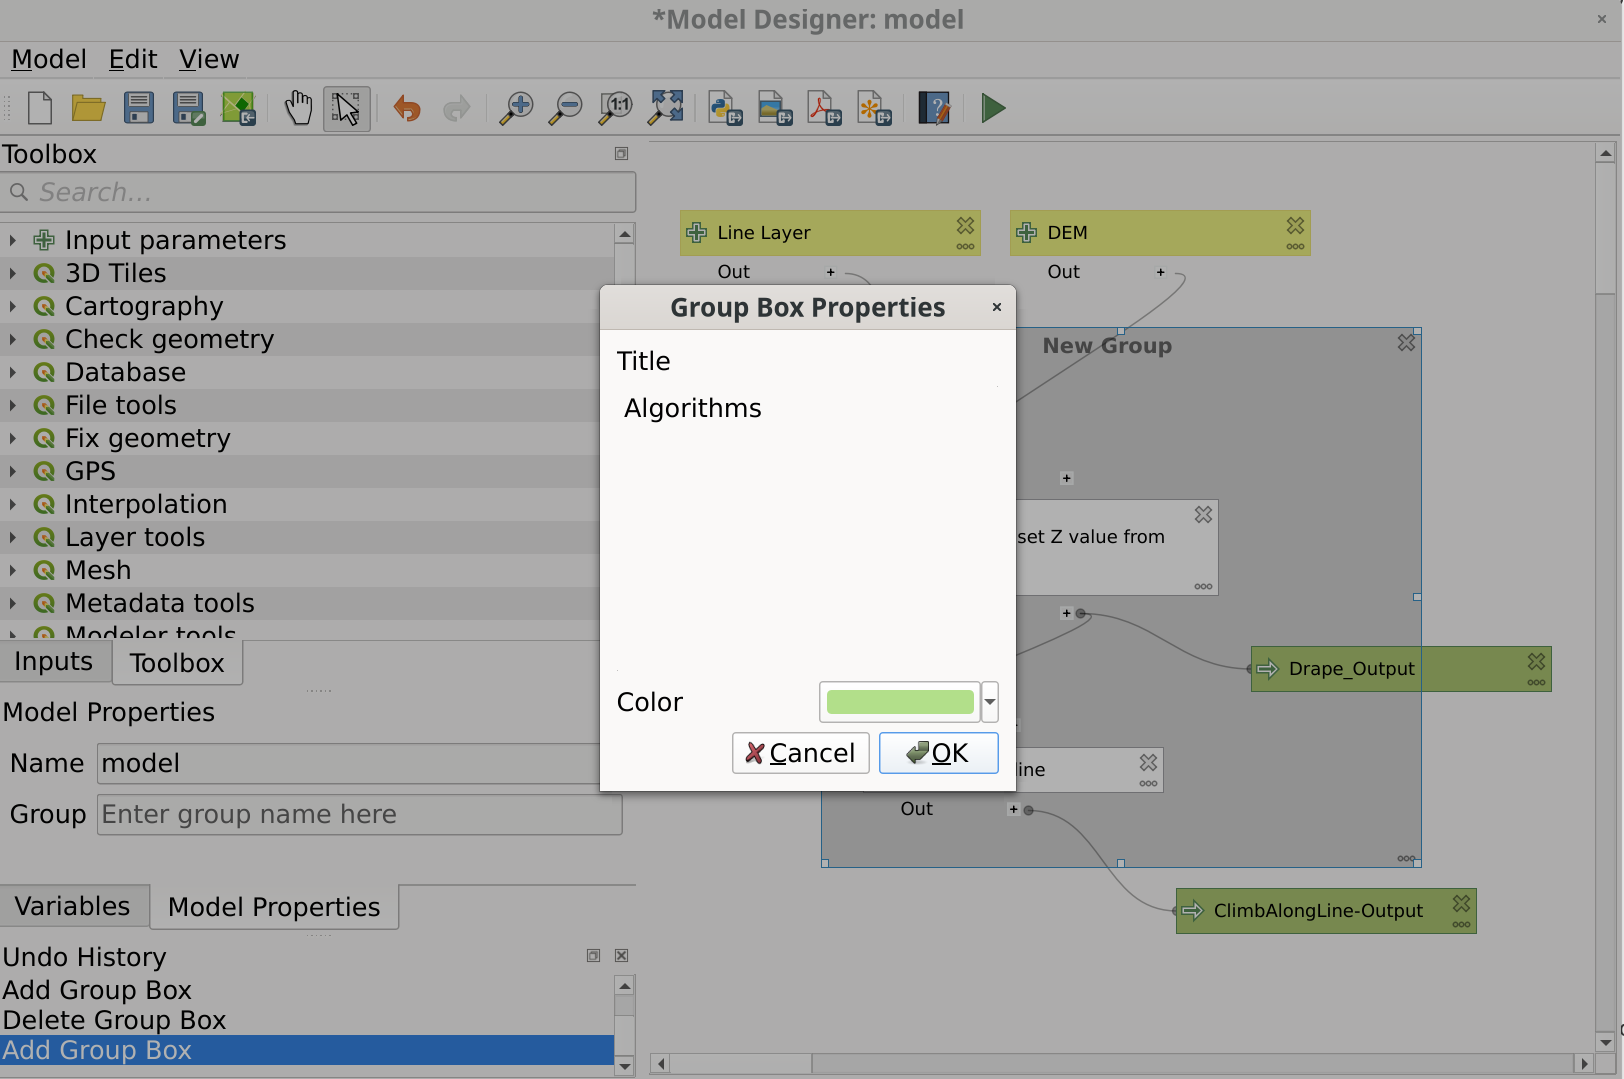 *Model Designer: model
Model Edit View
1:1
Toolbox
Search...
Input parameters
3D Tiles
Cartography
Check geometry
Database
File tools
Fix geometry
GPS
Interpolation
Layer tools
Mesh
Metadata tools
Modeler tools
Inputs Toolbox
Model Properties
Name model
Group Enter group name here
Variables Model Properties
Undo History
Add Group Box
Delete Group Box
Add Group Box
Line Layer
Out
DEM
Out
New Group
set Z value from
Drape_Output
line
Out
ClimbAlongLine-Output
Group Box Properties
Title
Algorithms
Color
Cancel OK